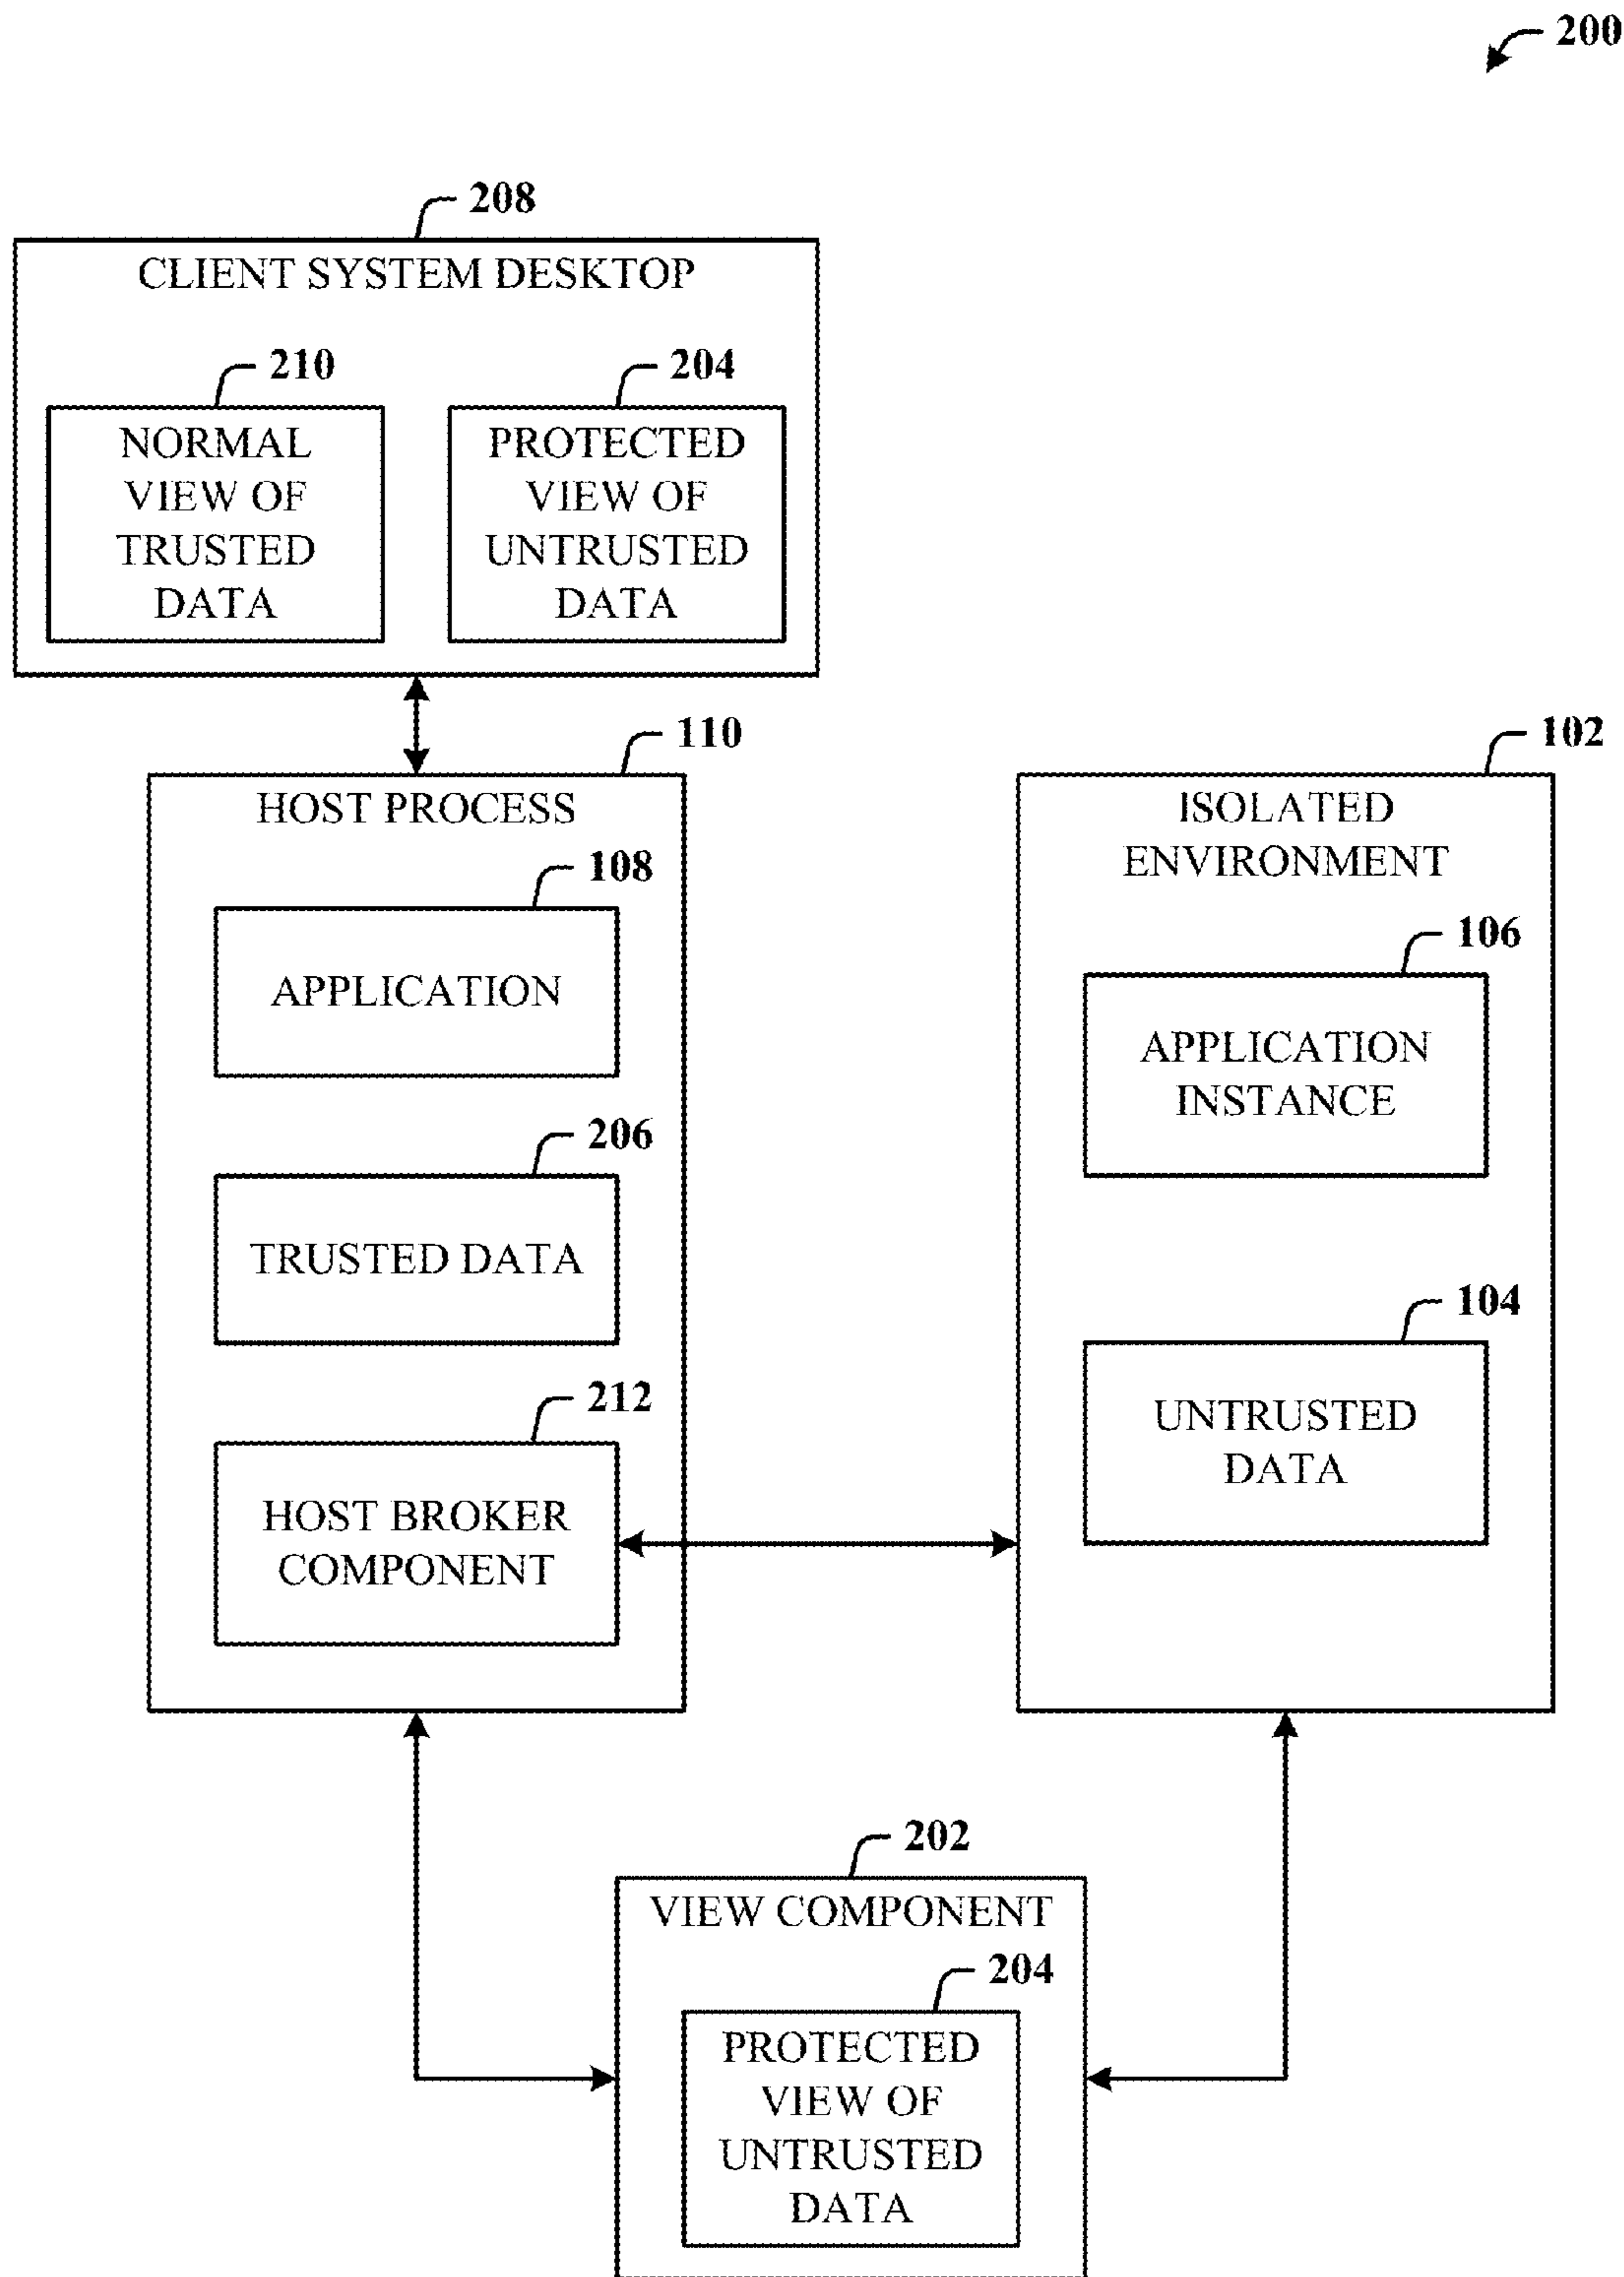 200
208
CLIENT SYSTEM DESKTOP
210
NORMAL
VIEW OF
TRUSTED
DATA
204
PROTECTED
VIEW OF
UNTRUSTED
DATA
110
HOST PROCESS
108
APPLICATION
206
TRUSTED DATA
212
HOST BROKER
COMPONENT
102
ISOLATED
ENVIRONMENT
106
APPLICATION
INSTANCE
104
UNTRUSTED
DATA
202
VIEW COMPONENT
204
PROTECTED
VIEW OF
UNTRUSTED
DATA